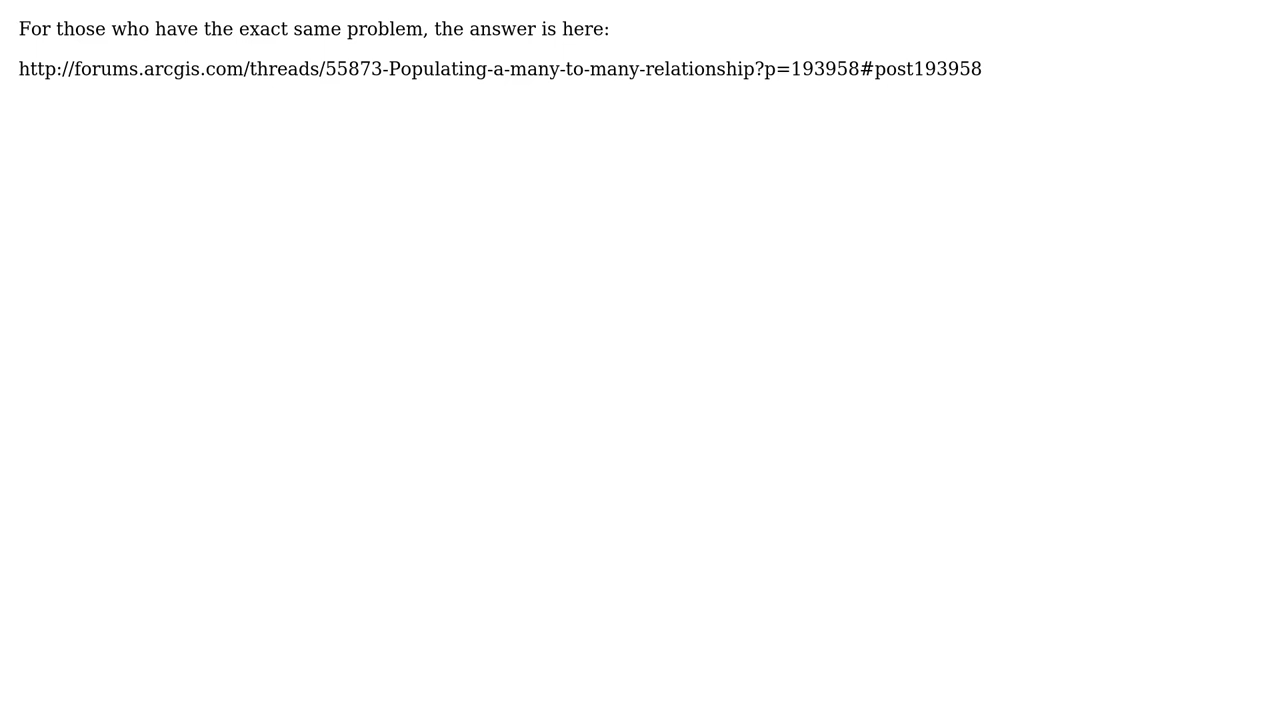 For those who have the exact same problem, the answer is here:
http://forums.arcgis.com/threads/55873-Populating-a-many-to-many-relationship?p=193958#post193958